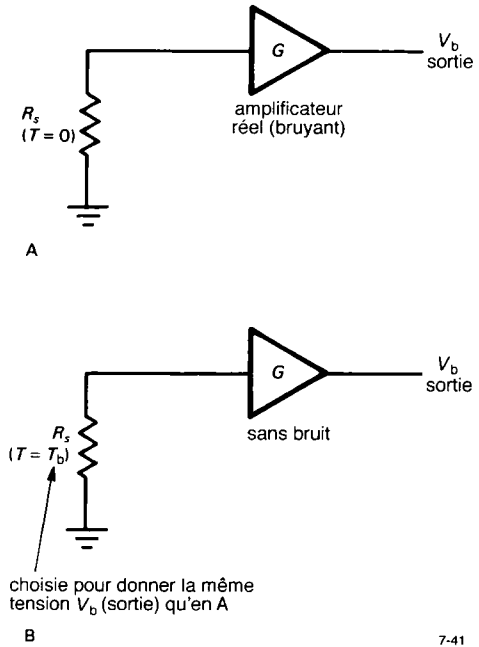 G
V_b
sortie
amplificateur
réel (bruyant)
R_s
(T = 0)
A
G
V_b
sortie
sans bruit
R_s
(T = T_b)
choisie pour donner la même
tension V_b (sortie) qu'en A
B
7-41